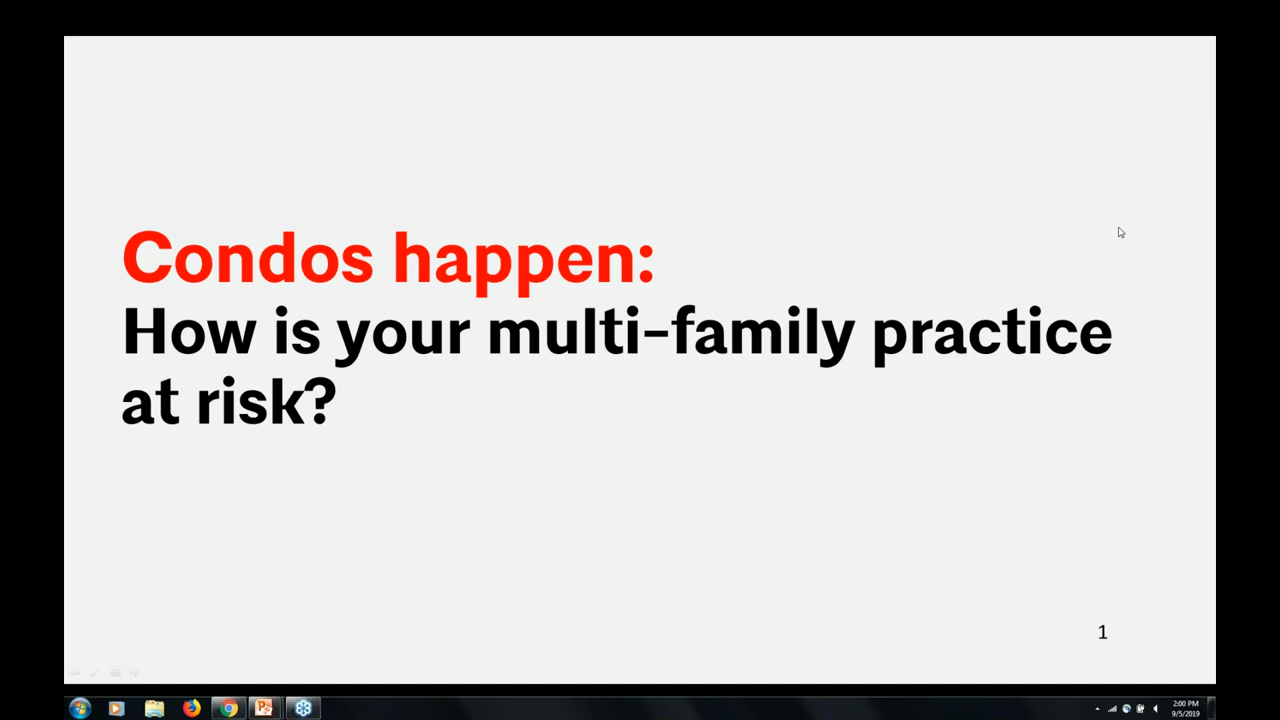 Condos happen:
How is your multi-family practice
at risk?
1
2:00 PM
9/5/2019